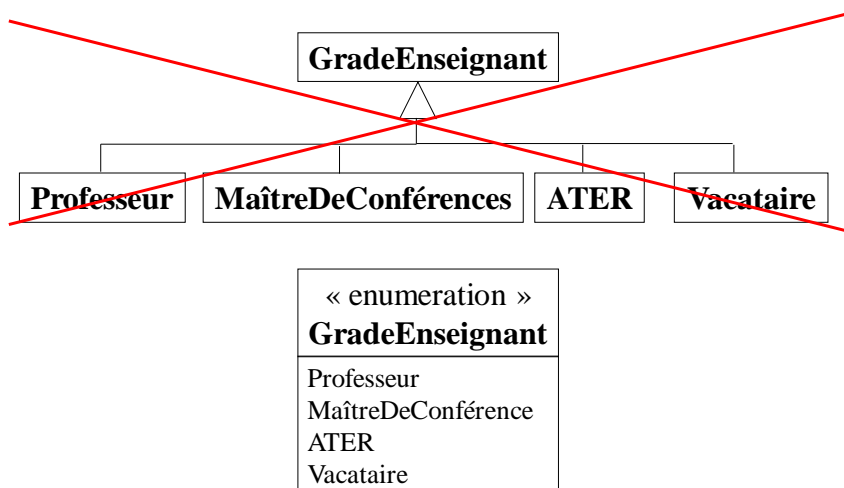 GradeEnseignant
Professeur MaîtreDeConférences ATER Vacataire
« enumeration »
GradeEnseignant
Professeur
MaîtreDeConférence
ATER
Vacataire